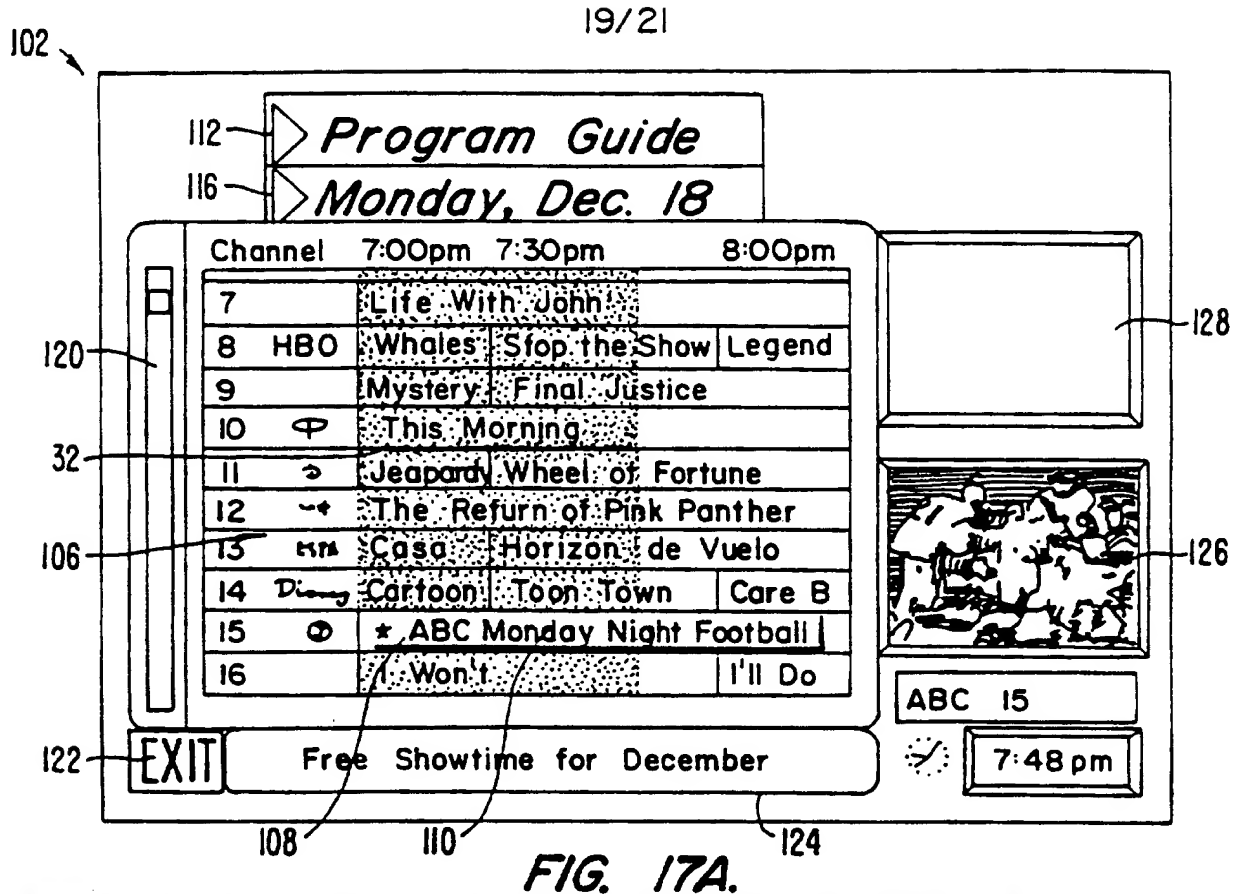 19/21
102
112 Program Guide
116 Monday, Dec. 18
Channel 7:00pm 7:30pm 8:00pm
7 Life With John
8 HBO Whales Stop the Show Legend
128
120
9 Mystery Final Justice
10 This Morning
32
11 Jeapardy Wheel of Fortune
12 The Return of Pink Panther
106
13 Casa Horizon de Vuelo
126
14 Disney Cartoon Toon Town Care B
15 * ABC Monday Night Football
16 I Won't I'll Do
ABC 15
122 EXIT Free Showtime for December 7:48 pm
108 110 124
FIG. 17A.